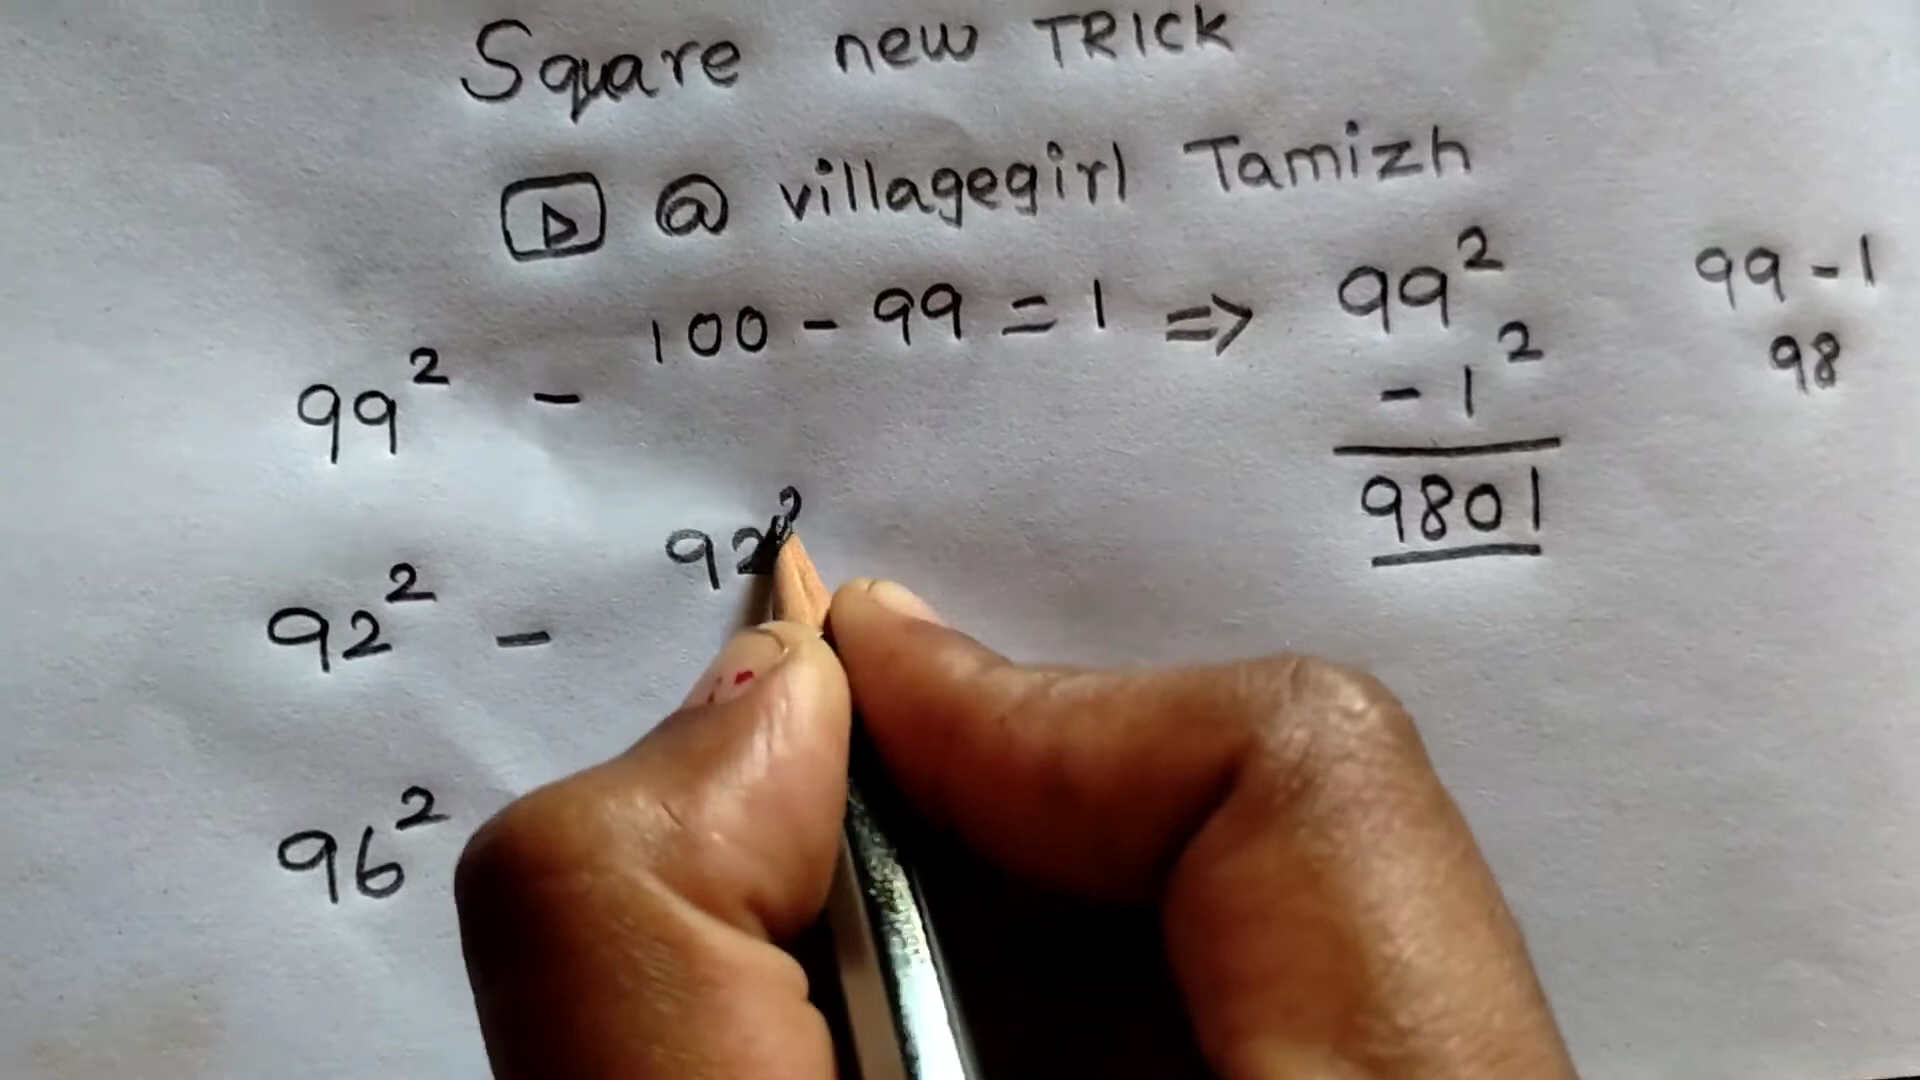 Square new TRICK
@ villagegirl Tamizh
99² - 100 - 99 = 1 => 99² 99 - 1
- 1² 98
9801
92² - 92²
96²